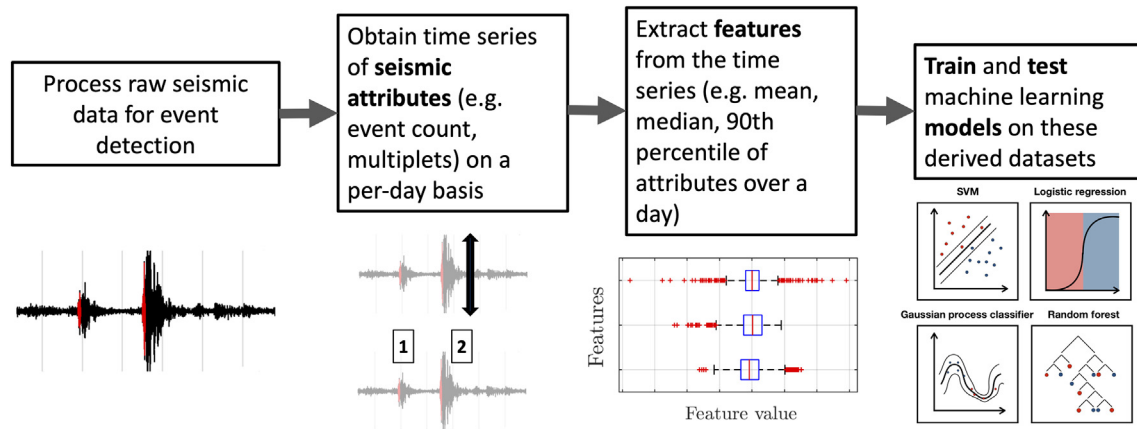 Process raw seismic
data for event
detection
Obtain time series
of seismic
attributes (e.g.
event count,
multiplets) on a
per-day basis
Extract features
from the time
series (e.g. mean,
median, 90th
percentile of
attributes over a
day)
Train and test
machine learning
models on these
derived datasets
1
2
Features
Feature value
SVM
Logistic regression
Gaussian process classifier
Random forest